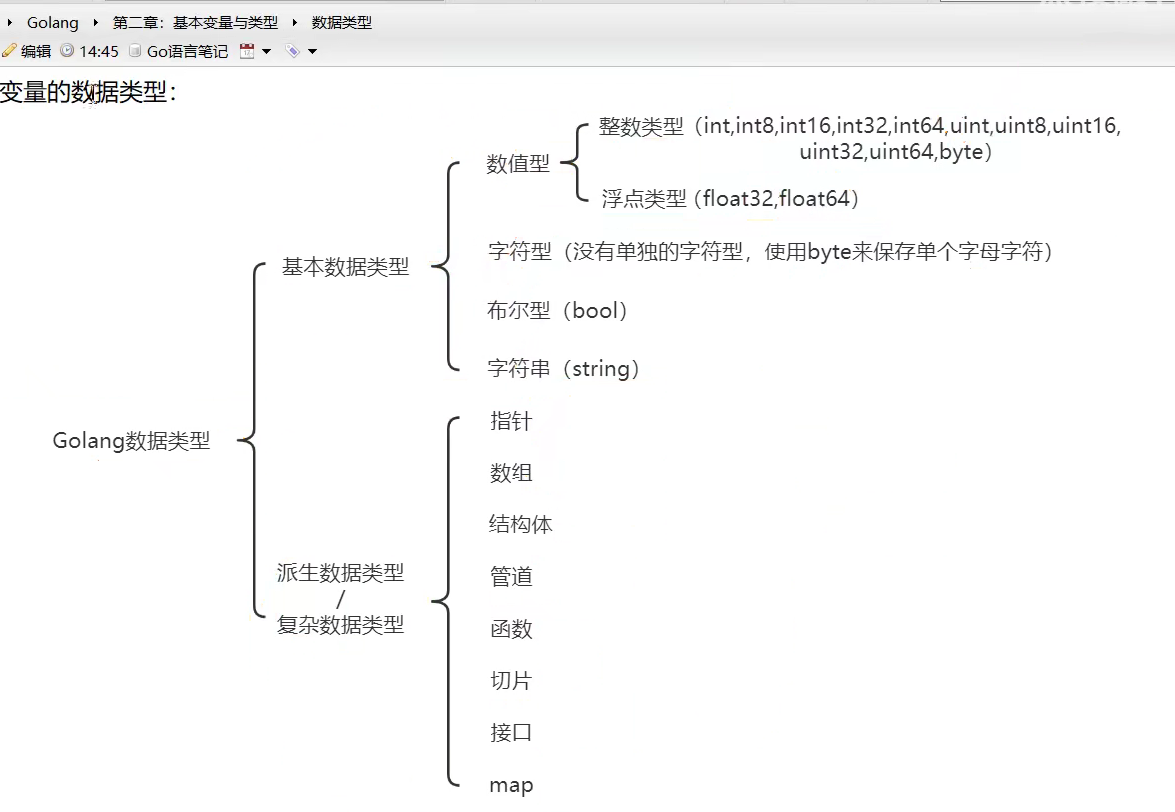 Golang 第二章：基本变量与类型 数据类型
编辑 14:45 Go语言笔记
变量的数据类型：
整数类型（int,int8,int16,int32,int64,uint,uint8,uint16,
uint32,uint64,byte）
数值型
浮点类型（float32,float64）
基本数据类型
字符型（没有单独的字符型，使用byte来保存单个字母字符）
布尔型（bool）
字符串（string）
Golang数据类型
指针
数组
结构体
派生数据类型
/
复杂数据类型
管道
函数
切片
接口
map